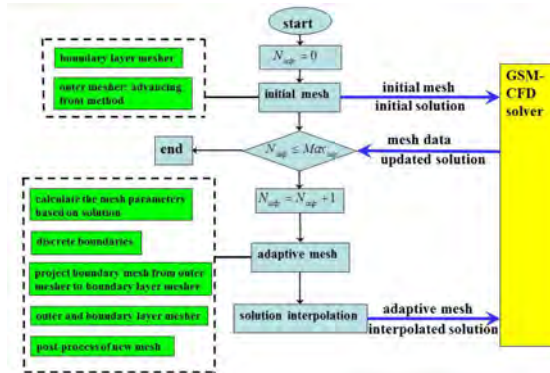 start
N_adp = 0
boundary layer mesher
outer mesher: advancing
front method
initial mesh
initial mesh
initial solution
GSM-
CFD
solver
end
N_adp ≤ Max_adp
mesh data
updated solution
N_adp = N_adp +1
calculate the mesh parameters
based on solution
discrete boundaries
project boundary mesh from outer
mesher to boundary layer mesher
outer and boundary layer mesher
post-process of new mesh
adaptive mesh
solution interpolation
adaptive mesh
interpolated solution